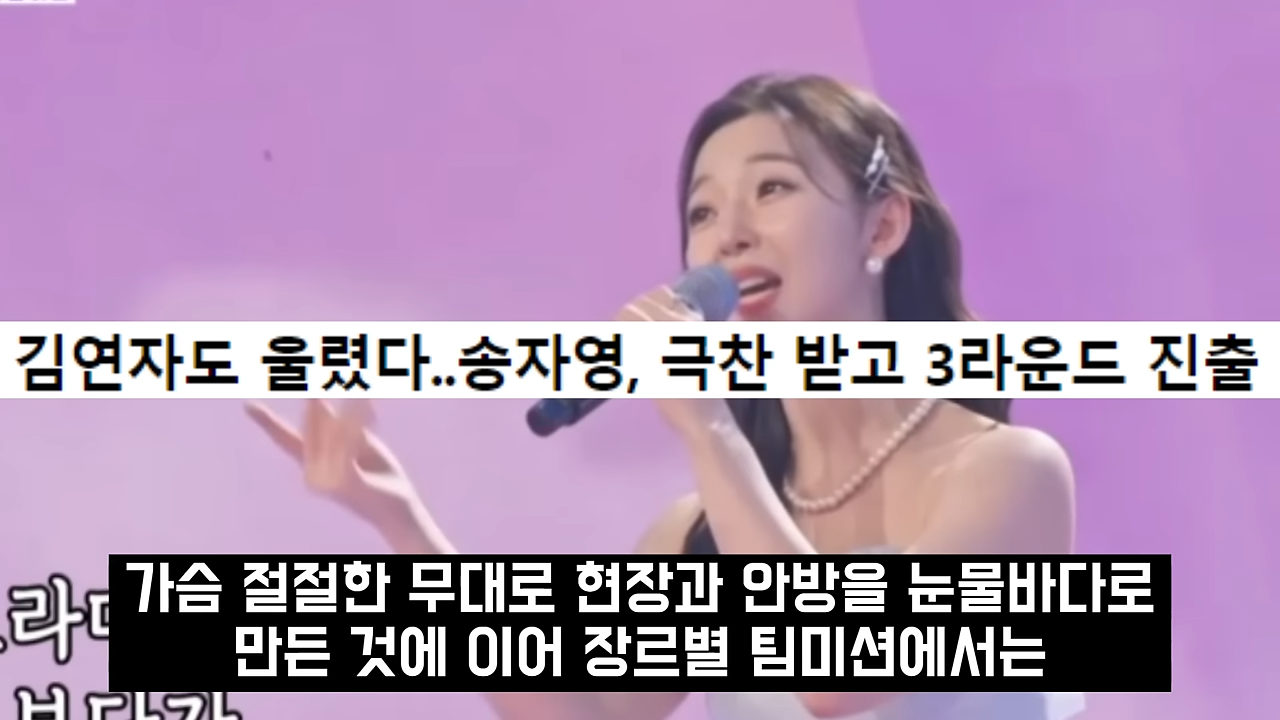 김연자도 울렸다..송자영, 극찬 받고 3라운드 진출
가슴 절절한 무대로 현장과 안방을 눈물바다로
만든 것에 이어 장르별 팀미션에서는